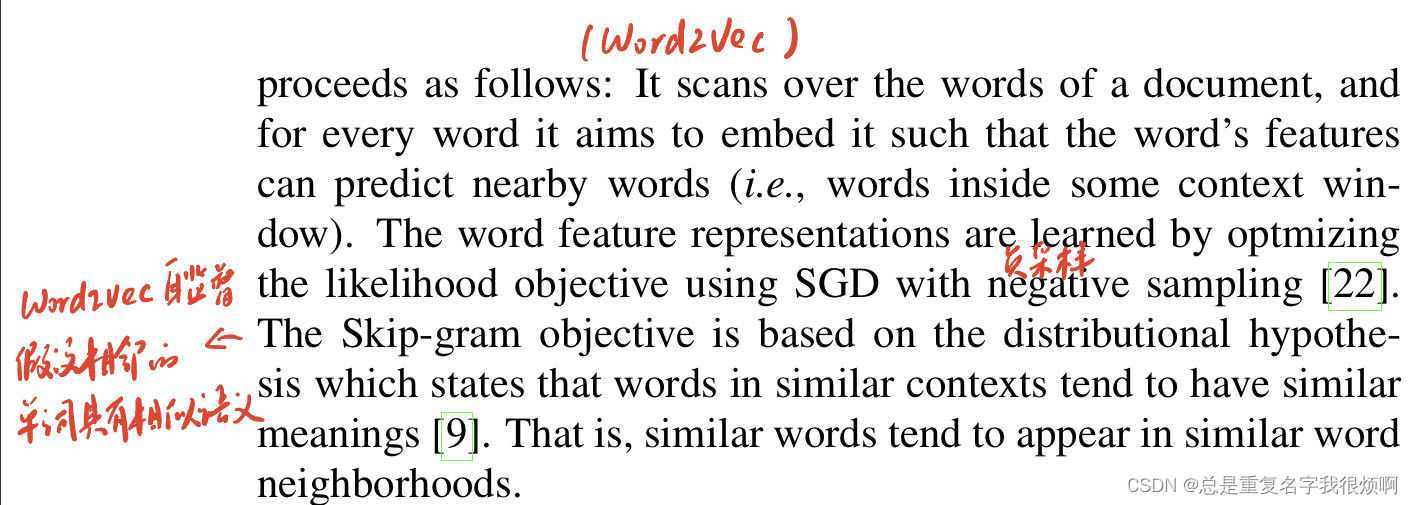 (Word2Vec)
proceeds as follows: It scans over the words of a document, and
for every word it aims to embed it such that the word's features
can predict nearby words (i.e., words inside some context win-
dow). The word feature representations are learned by optmizing
负采样
the likelihood objective using SGD with negative sampling [22].
Word2Vec 自监督
The Skip-gram objective is based on the distributional hypothe-
假设相邻的 ←
sis which states that words in similar contexts tend to have similar
单词具有相似语义
meanings [9]. That is, similar words tend to appear in similar word
neighborhoods.
CSDN @总是重复名字我很烦啊